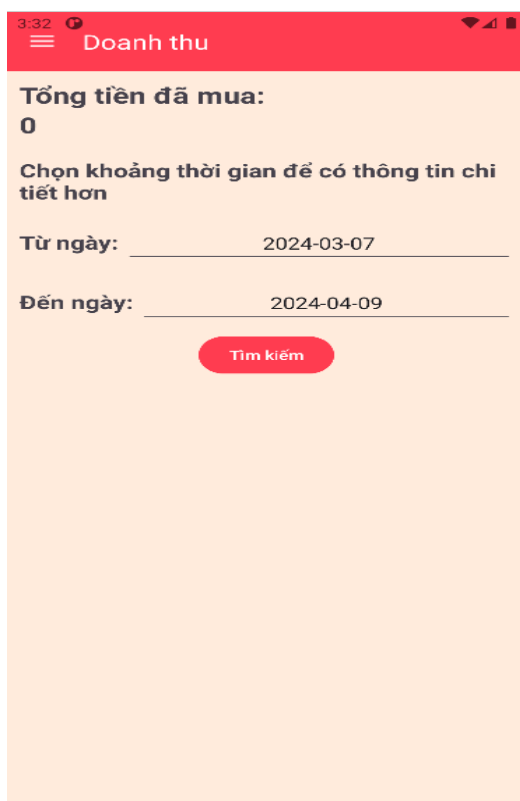 3:32
Doanh thu
Tổng tiền đã mua:
0
Chọn khoảng thời gian để có thông tin chi
tiết hơn
Từ ngày: 2024-03-07
Đến ngày: 2024-04-09
Tìm kiếm